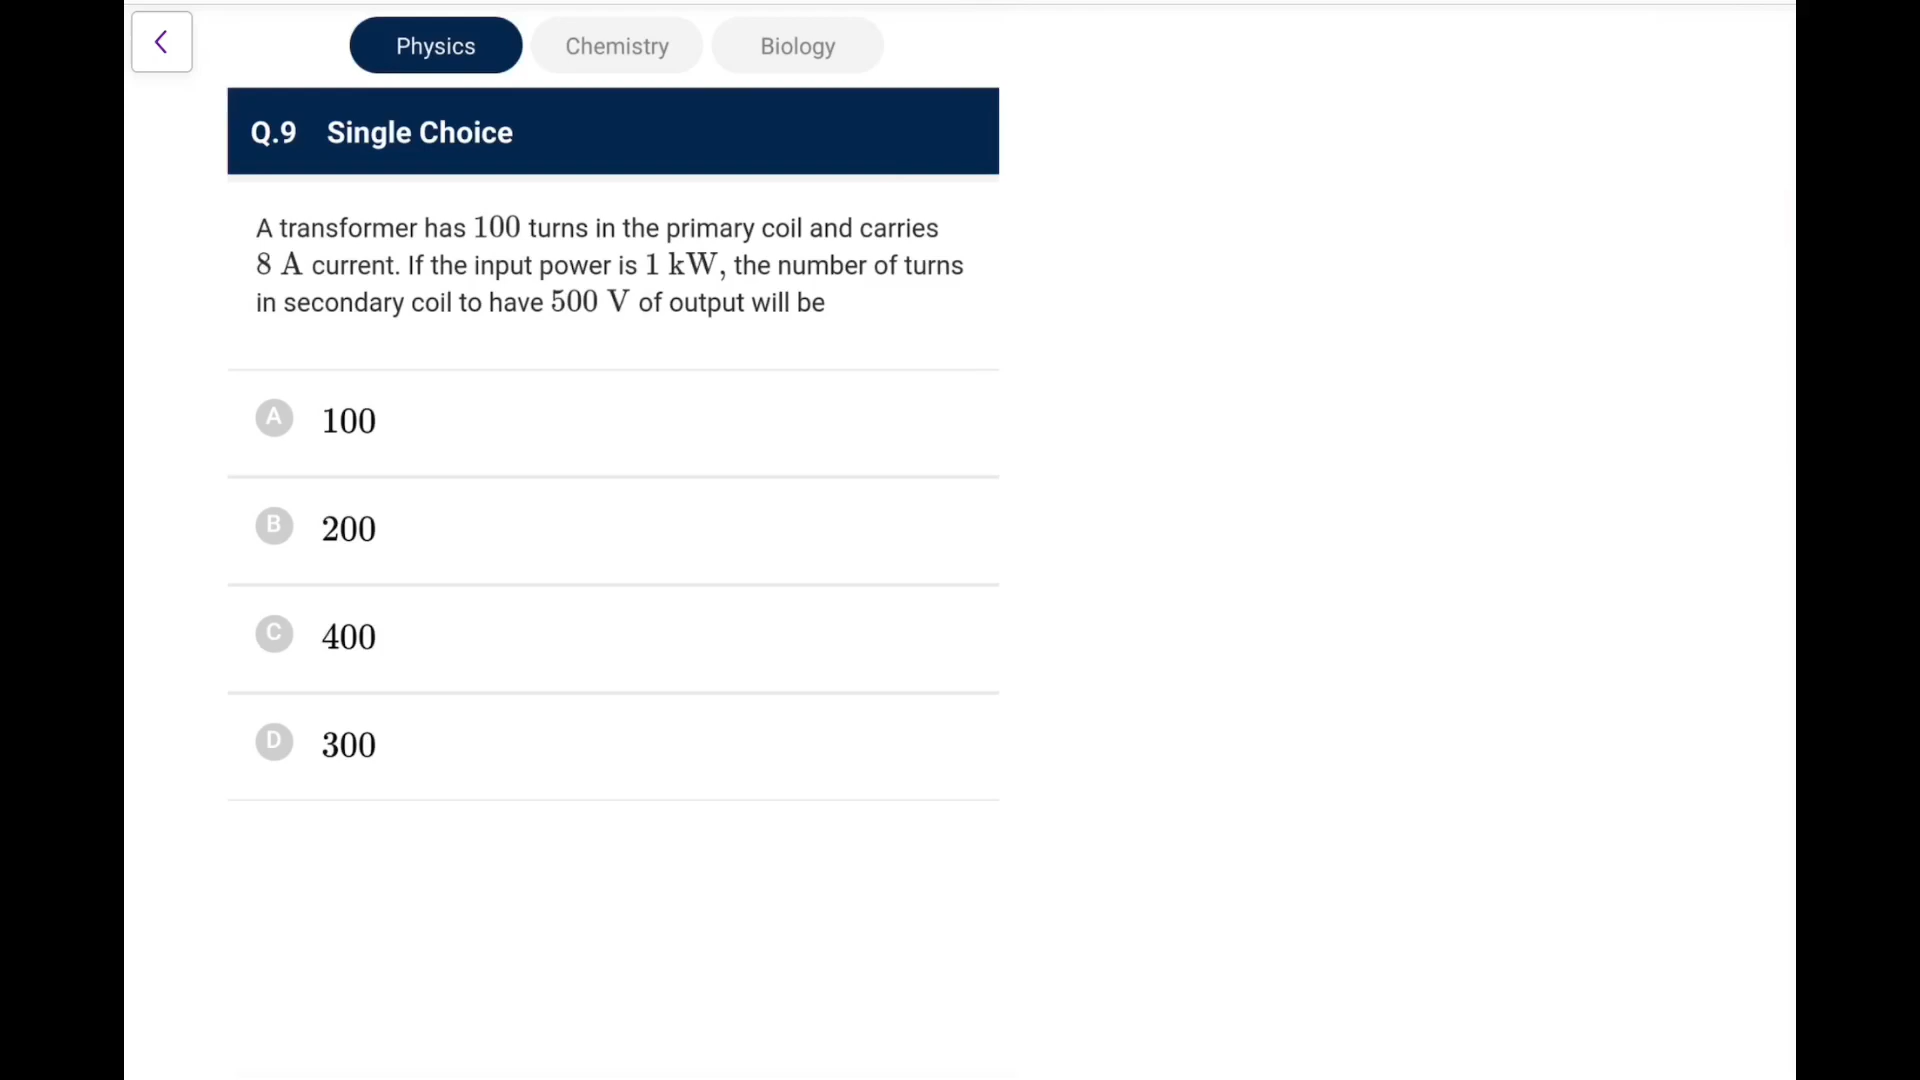 Physics Chemistry Biology
Q.9 Single Choice
A transformer has 100 turns in the primary coil and carries
8 A current. If the input power is 1 kW, the number of turns
in secondary coil to have 500 V of output will be
A 100
B 200
C 400
D 300